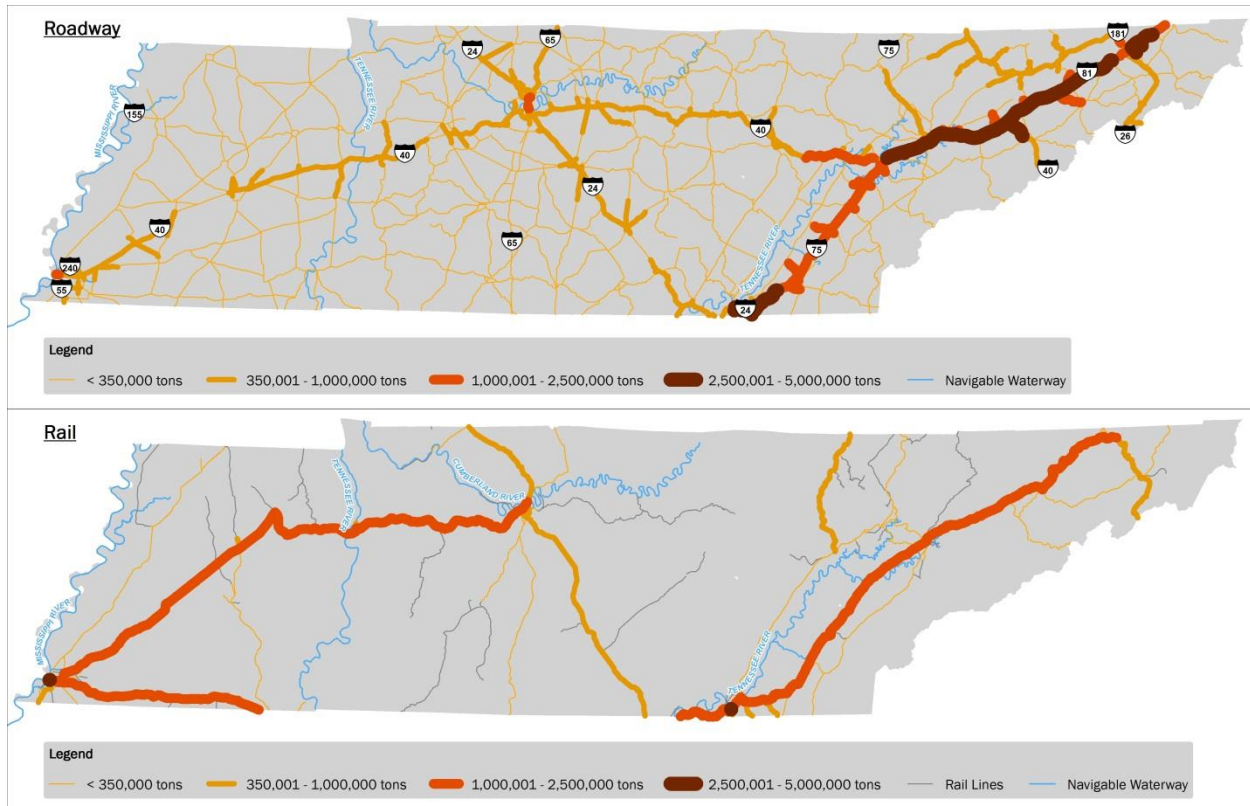 Roadway
24
65
75
181
81
155
MISSISSIPPI RIVER
TENNESSEE RIVER
40
40
26
40
24
40
65
TENNESSEE RIVER
75
240
55
24
Legend
< 350,000 tons
350,001 - 1,000,000 tons
1,000,001 - 2,500,000 tons
2,500,001 - 5,000,000 tons
Navigable Waterway
Rail
MISSISSIPPI RIVER
TENNESSEE RIVER
CUMBERLAND RIVER
TENNESSEE RIVER
Legend
< 350,000 tons
350,001 - 1,000,000 tons
1,000,001 - 2,500,000 tons
2,500,001 - 5,000,000 tons
Rail Lines
Navigable Waterway